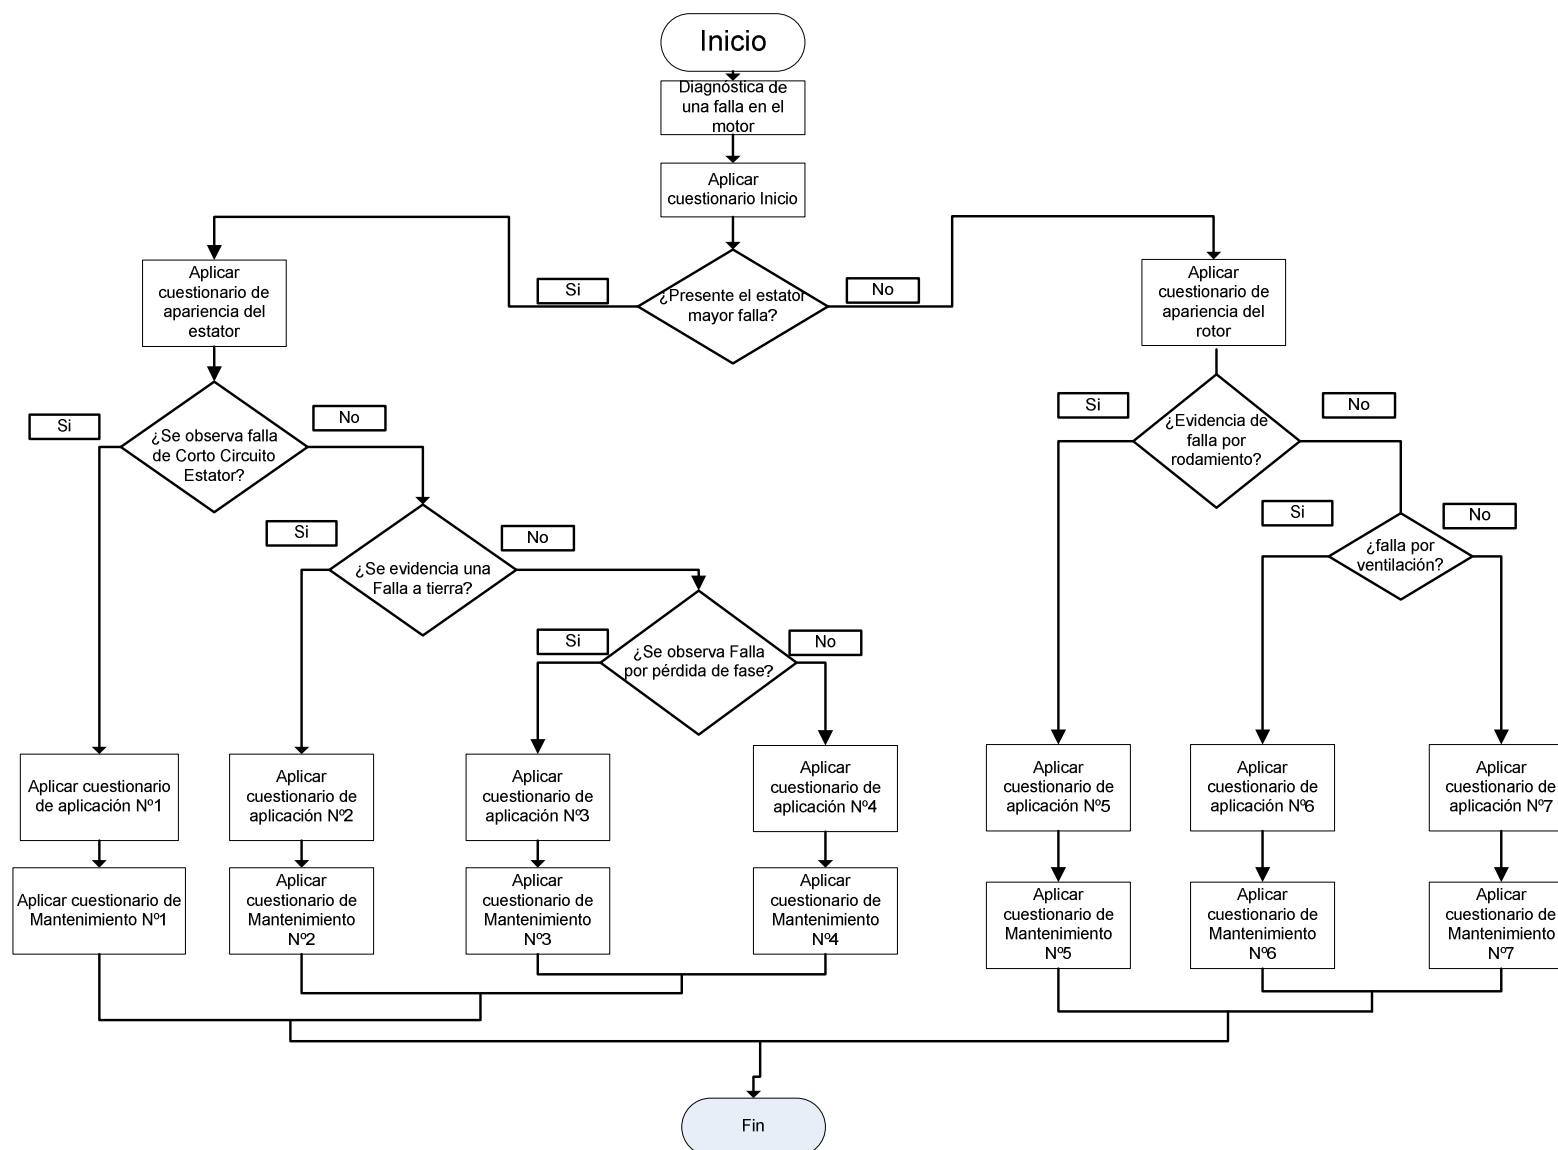 Inicio
Diagnóstica de
una falla en el
motor
Aplicar
cuestionario Inicio
¿Presente el estator
mayor falla?
Si
No
Aplicar
cuestionario de
apariencia del
estator
Aplicar
cuestionario de
apariencia del
rotor
Si
No
¿Se observa falla
de Corto Circuito
Estator?
Si
No
¿Evidencia de
falla por
rodamiento?
Si
No
¿Se evidencia una
Falla a tierra?
Si
No
¿falla por
ventilación?
Si
No
¿Se observa Falla
por pérdida de fase?
Aplicar cuestionario
de aplicación Nº1
Aplicar
cuestionario de
aplicación Nº2
Aplicar
cuestionario de
aplicación Nº3
Aplicar
cuestionario de
aplicación Nº4
Aplicar
cuestionario de
aplicación Nº5
Aplicar
cuestionario de
aplicación Nº6
Aplicar
cuestionario de
aplicación Nº7
Aplicar cuestionario de
Mantenimiento Nº1
Aplicar
cuestionario de
Mantenimiento
Nº2
Aplicar
cuestionario de
Mantenimiento
Nº3
Aplicar
cuestionario de
Mantenimiento
Nº4
Aplicar
cuestionario de
Mantenimiento
Nº5
Aplicar
cuestionario de
Mantenimiento
Nº6
Aplicar
cuestionario de
Mantenimiento
Nº7
Fin